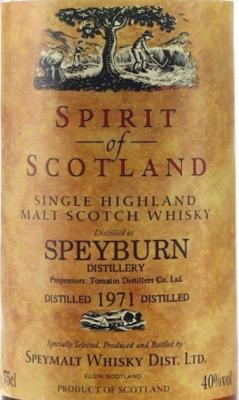 SPIRIT
of
SCOTLAND
SINGLE HIGHLAND
MALT SCOTCH WHISKY
Distilled at
SPEYBURN
DISTILLERY
Proprietors: Tomatin Distillers Co. Ltd.
DISTILLED 1971 DISTILLED
Specially Selected, Produced and Bottled by
SPEYMALT WHISKY DIST. LTD.
75cl ELGIN SCOTLAND 40%vol
PRODUCT OF SCOTLAND